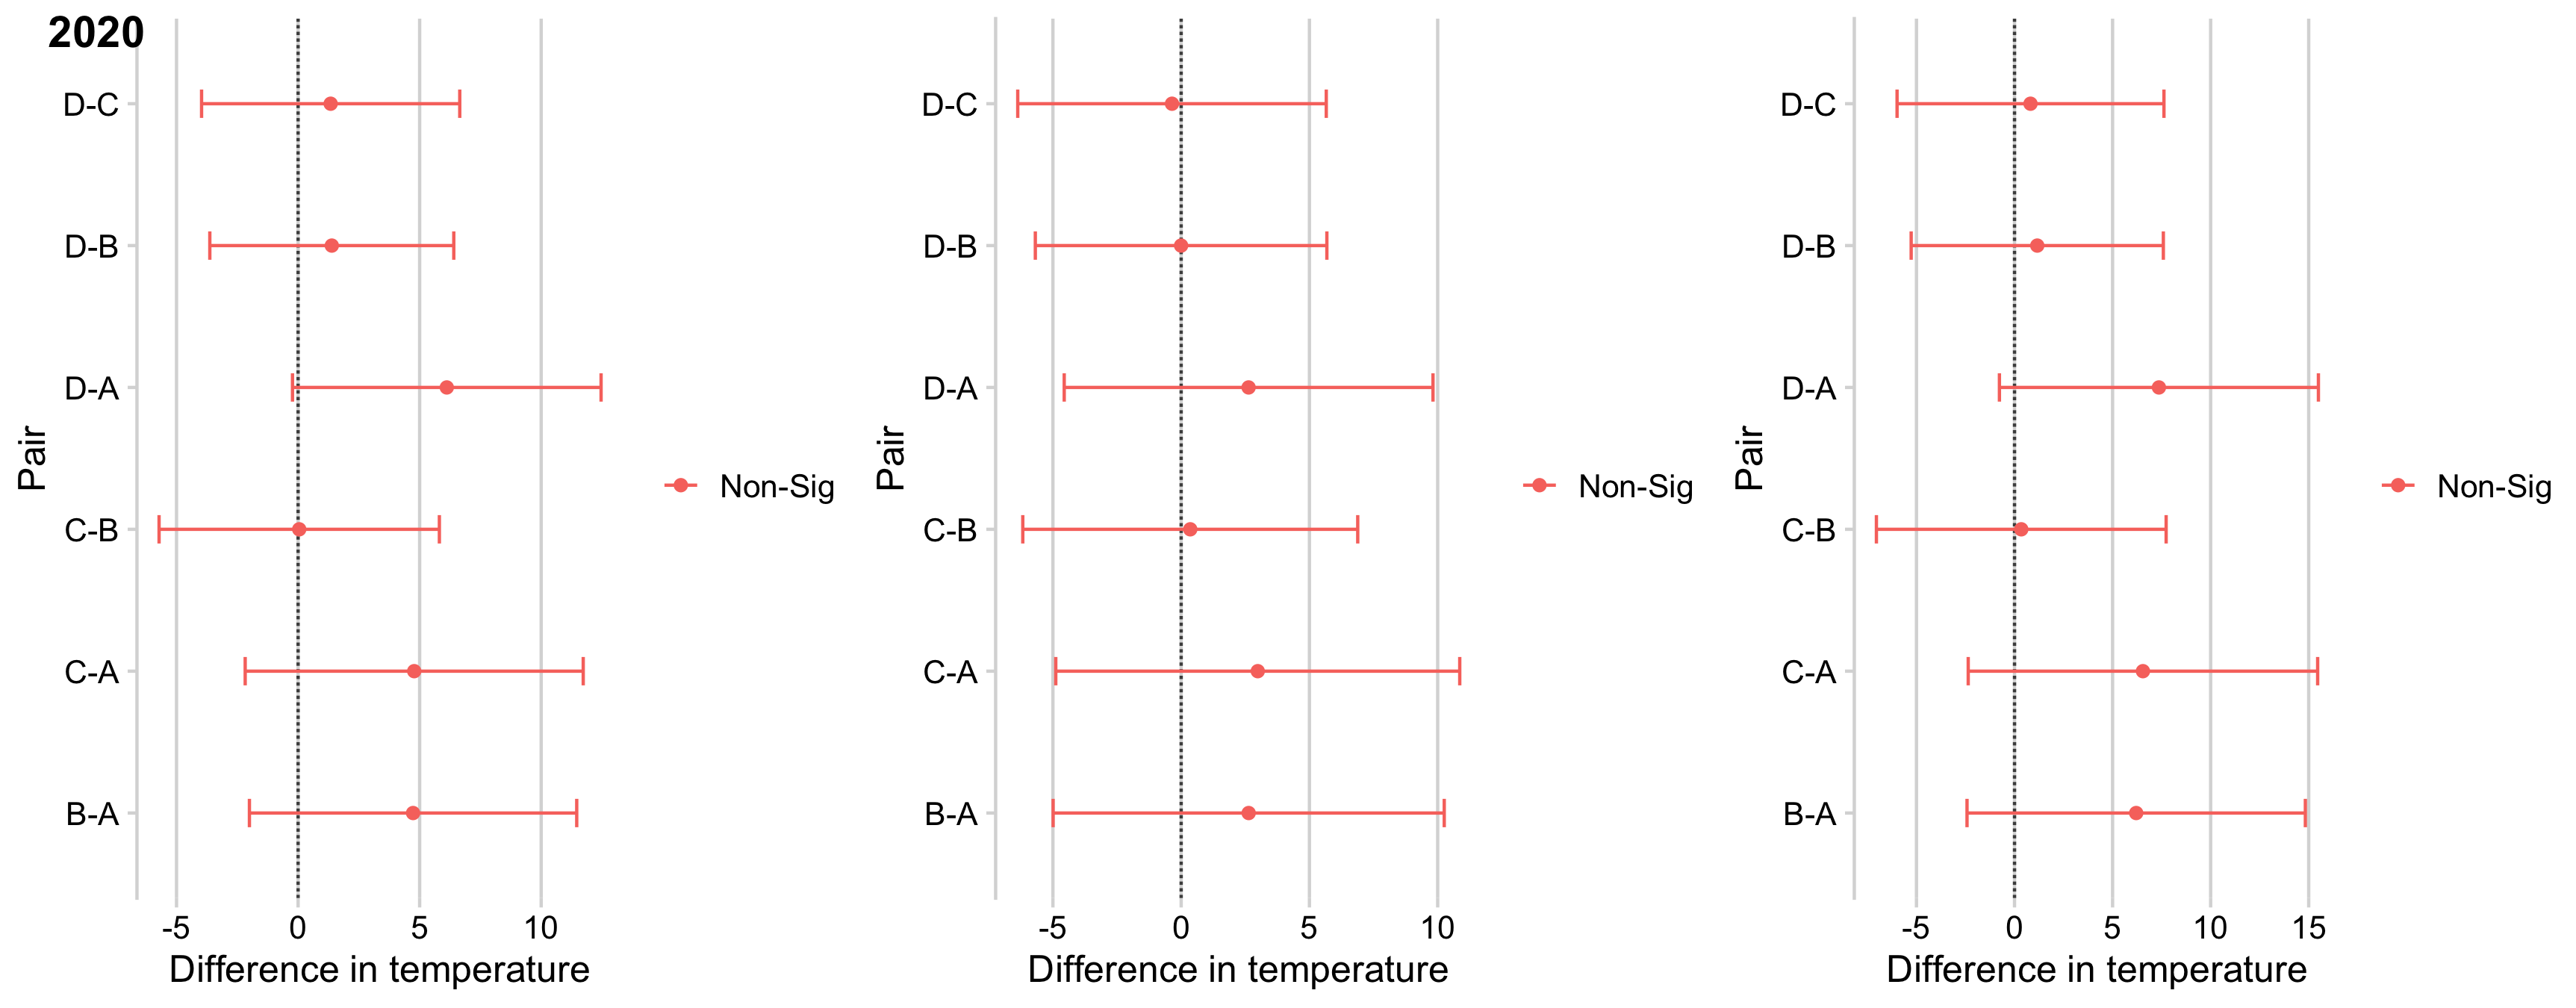 2020
Pair
D-C
D-B
D-A
C-B
C-A
B-A
-5 0 5 10
Difference in temperature
Non-Sig
Pair
D-C
D-B
D-A
C-B
C-A
B-A
-5 0 5 10
Difference in temperature
Non-Sig
Pair
D-C
D-B
D-A
C-B
C-A
B-A
-5 0 5 10 15
Difference in temperature
Non-Sig